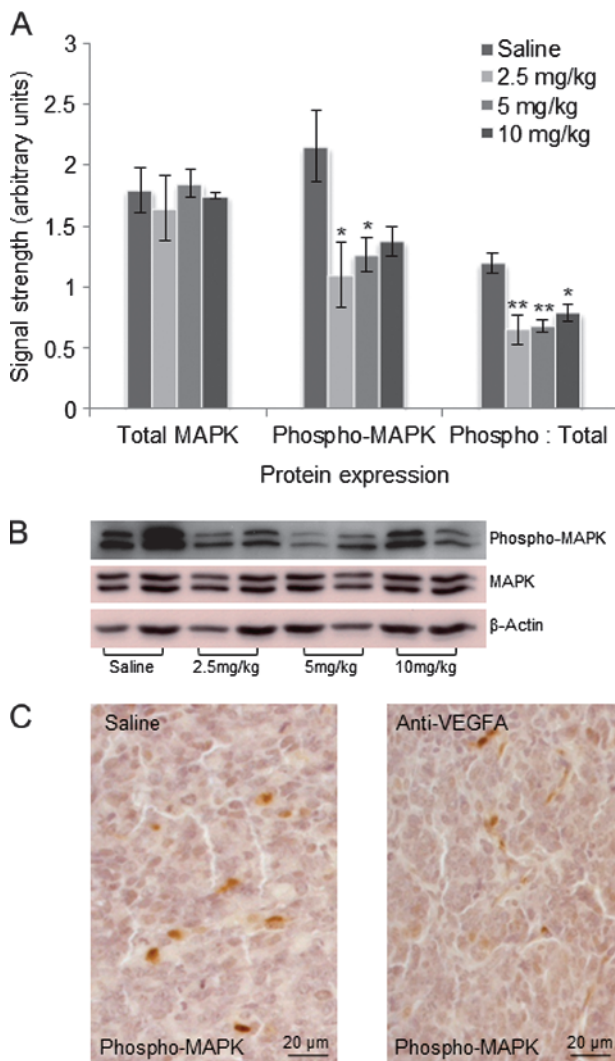 A
Signal strength (arbitrary units)
3
2.5
2
1.5
1
0.5
0
Saline
2.5 mg/kg
5 mg/kg
10 mg/kg
* *
** ** *
Total MAPK Phospho-MAPK Phospho : Total
Protein expression
B
Phospho-MAPK
MAPK
β-Actin
Saline 2.5mg/kg 5mg/kg 10mg/kg
C
Saline Anti-VEGFA
Phospho-MAPK 20 µm Phospho-MAPK 20 µm